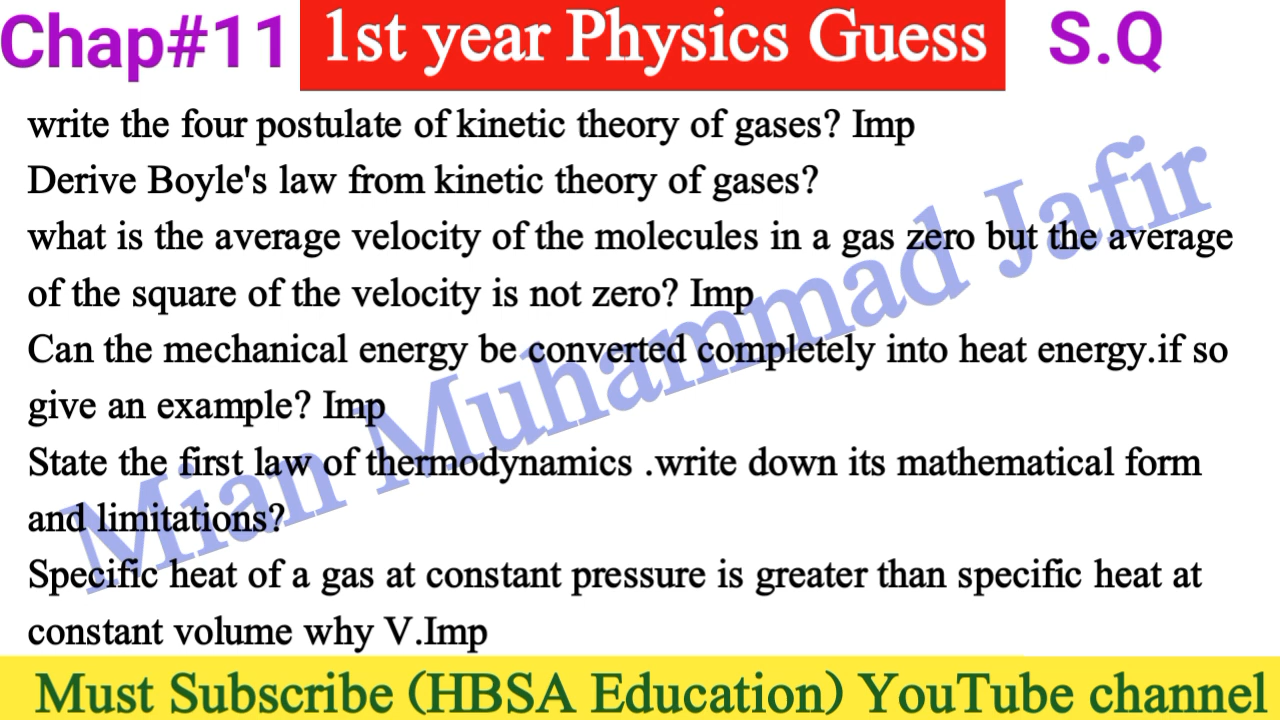 Chap#11 1st year Physics Guess S.Q
write the four postulate of kinetic theory of gases? Imp
Derive Boyle's law from kinetic theory of gases?
what is the average velocity of the molecules in a gas zero but the average
of the square of the velocity is not zero? Imp
Can the mechanical energy be converted completely into heat energy.if so
give an example? Imp
State the first law of thermodynamics .write down its mathematical form
and limitations?
Specific heat of a gas at constant pressure is greater than specific heat at
constant volume why V.Imp
Mian Muhammad Jafir
Must Subscribe (HBSA Education) YouTube channel